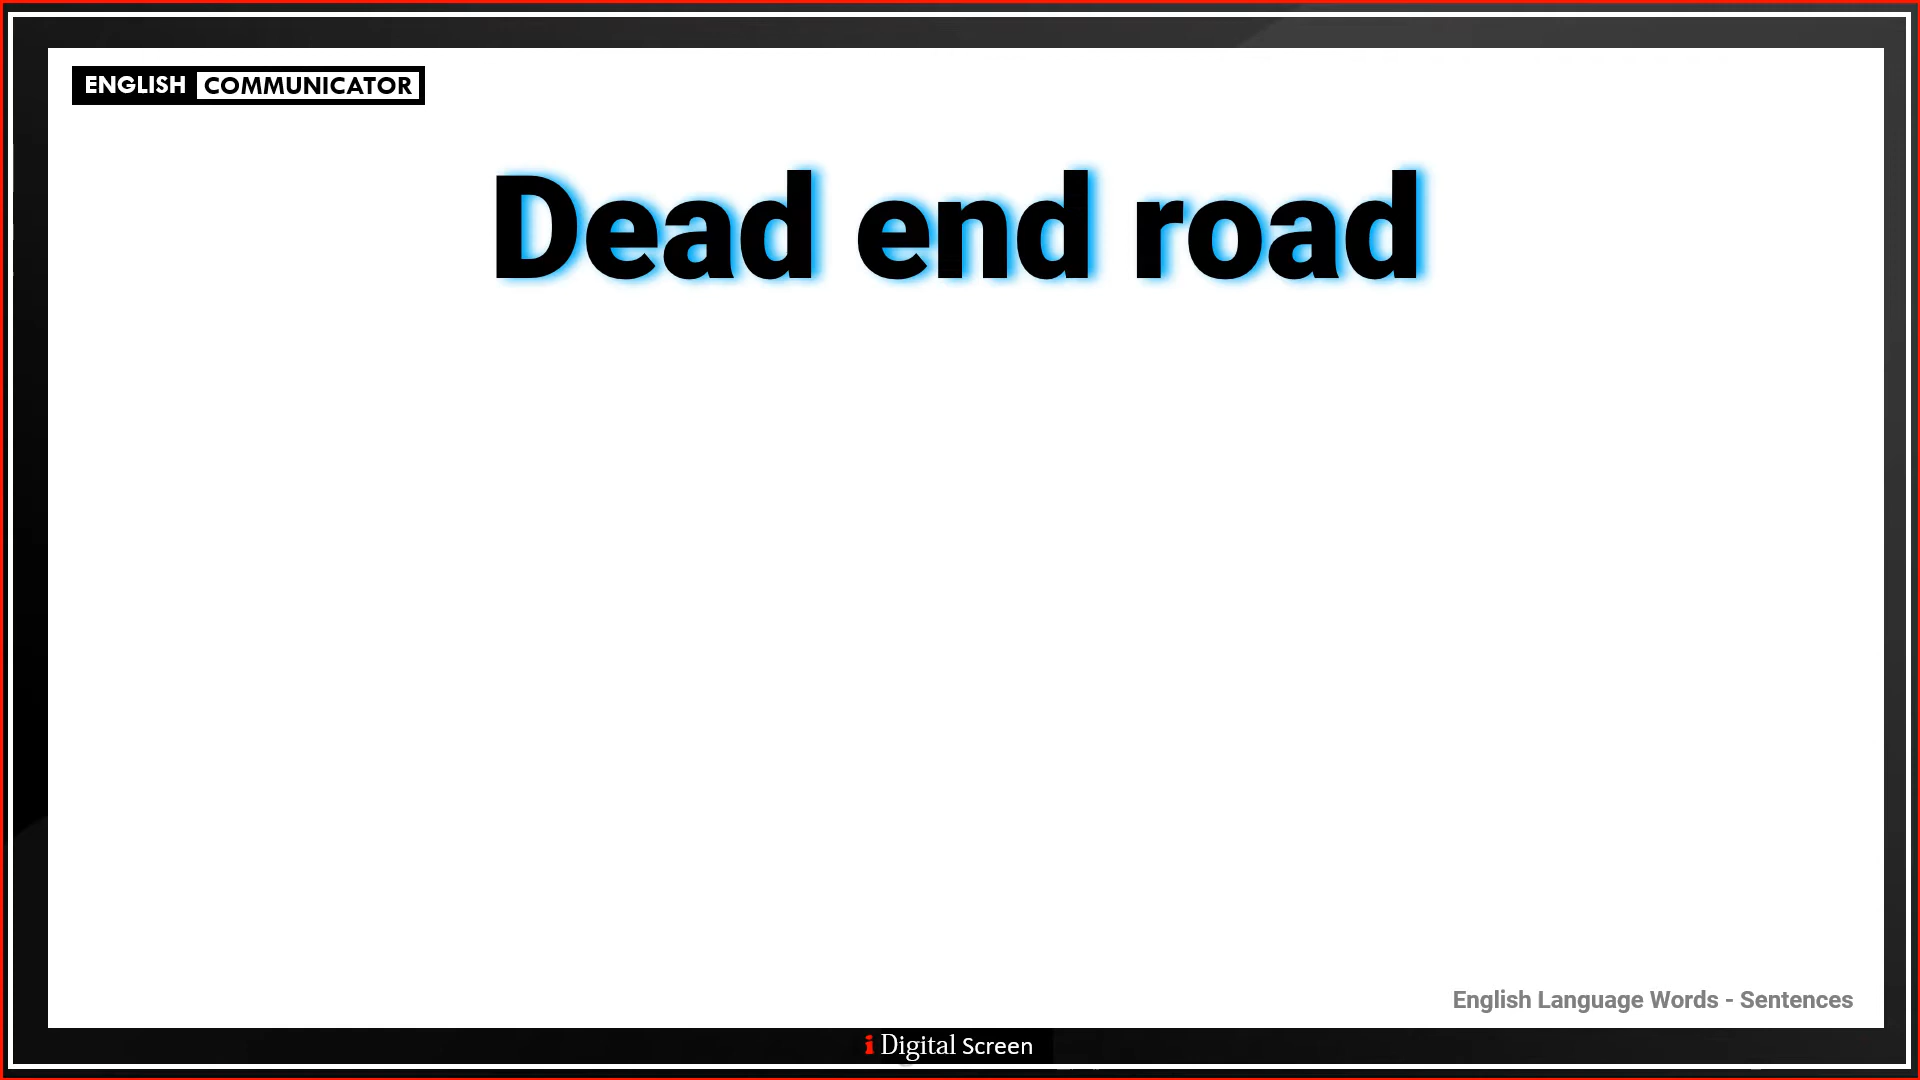 ENGLISH COMMUNICATOR
Dead end road
English Language Words - Sentences
i Digital Screen